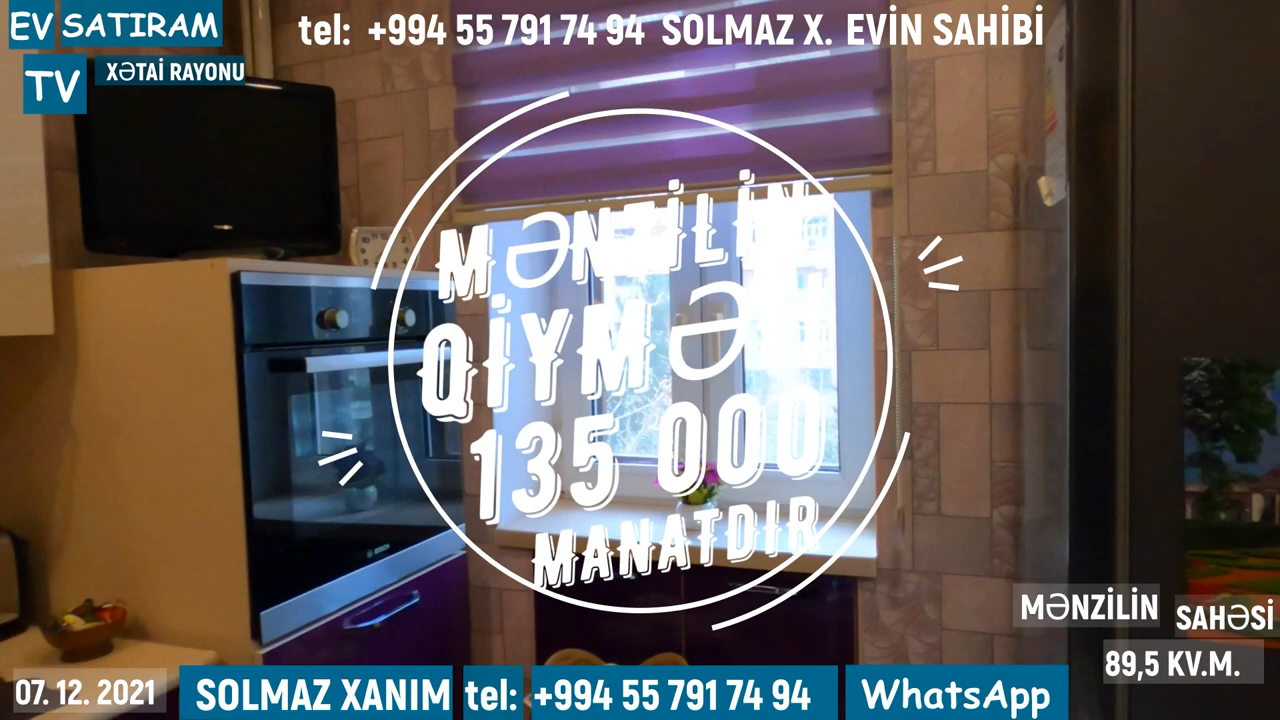 EV SATIRAM
TV
XƏTAİ RAYONU
tel: +994 55 791 74 94 SOLMAZ X. EVİN SAHİBİ
MƏNZİLİN
QİYMƏTİ
135 000
MANATDIR
BOSCH
MƏNZİLİN SAHƏSİ
89,5 KV.M.
07. 12. 2021
SOLMAZ XANIM tel: +994 55 791 74 94 WhatsApp